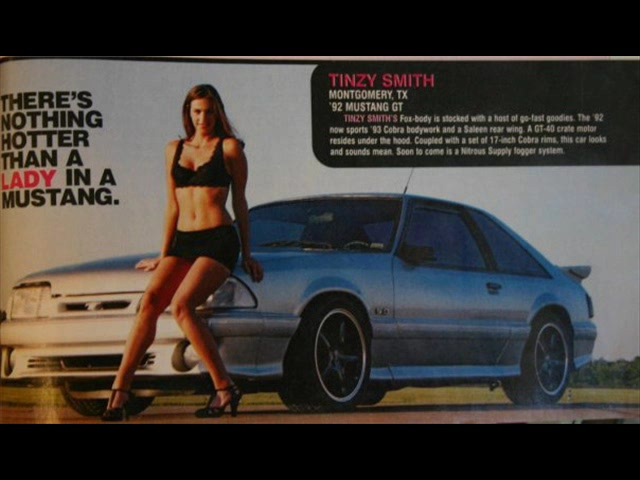 THERE'S
NOTHING
HOTTER
THAN A
LADY IN A
MUSTANG.
TINZY SMITH
MONTGOMERY, TX
'92 MUSTANG GT
TINZY SMITH'S Fox-body is stocked with a host of go-fast goodies. The '92
now sports '93 Cobra bodywork and a Saleen rear wing. A GT-40 crate motor
resides under the hood. Coupled with a set of 17-inch Cobra rims, this car looks
and sounds mean. Soon to come is a Nitrous Supply fogger system.
5.0